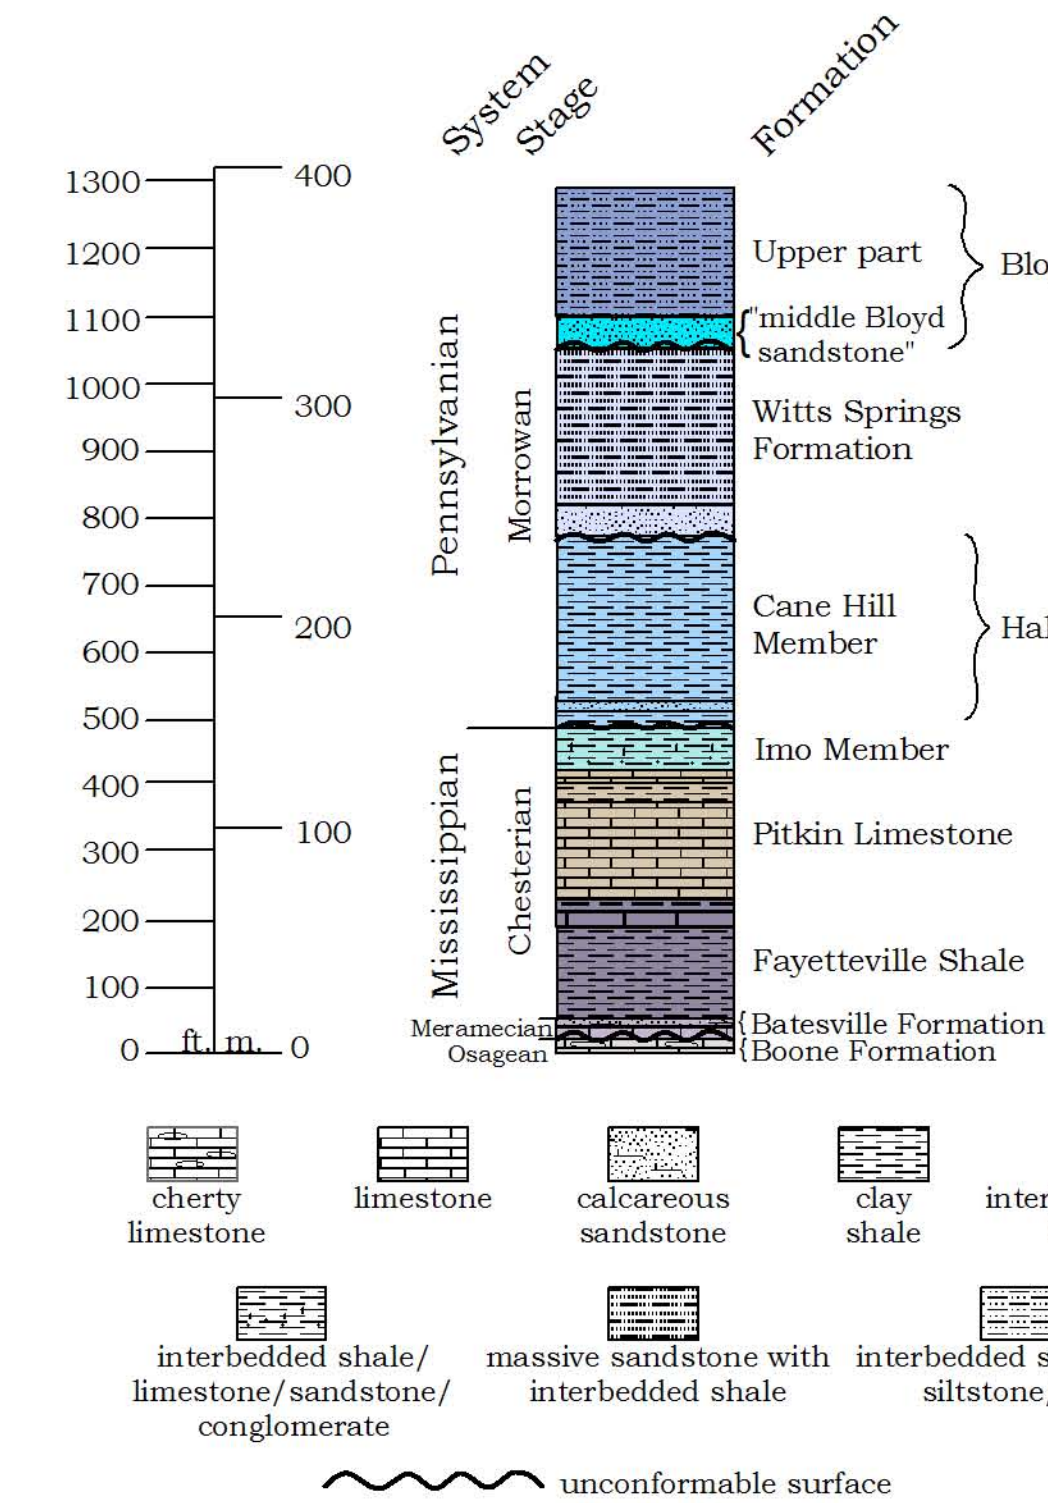 System
Stage
Formation
1300
1200
1100
1000
900
800
700
600
500
400
300
200
100
0
ft.
m.
400
300
200
100
0
Pennsylvanian
Mississippian
Morrowan
Chesterian
Meramecian
Osagean
Upper part
"middle Bloyd
sandstone"
Witts Springs
Formation
Cane Hill
Member
Imo Member
Pitkin Limestone
Fayetteville Shale
Batesville Formation
Boone Formation
Blo
Hal
cherty
limestone
limestone
calcareous
sandstone
clay
shale
inter
interbedded shale/
limestone/sandstone/
conglomerate
massive sandstone with
interbedded shale
interbedded s
siltstone/
unconformable surface